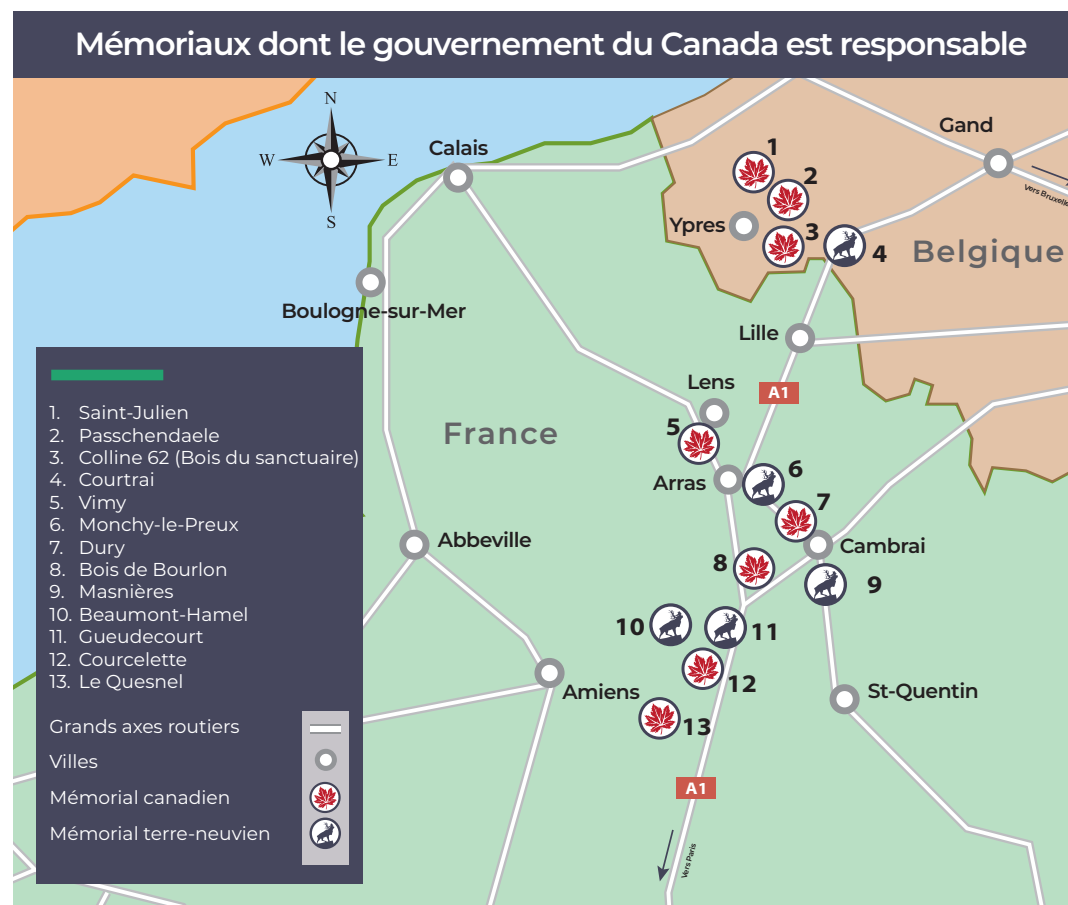 Mémoriaux dont le gouvernement du Canada est responsable
N
W
E
S
Calais
Gand
Vers Bruxelle
1
2
Ypres
3
4
Belgique
Boulogne-sur-Mer
Lille
Lens
A1
France
5
6
Arras
7
Abbeville
8
Cambrai
9
10
11
12
Amiens
St-Quentin
13
A1
Vers Paris
1. Saint-Julien
2. Passchendaele
3. Colline 62 (Bois du sanctuaire)
4. Courtrai
5. Vimy
6. Monchy-le-Preux
7. Dury
8. Bois de Bourlon
9. Masnières
10. Beaumont-Hamel
11. Gueudecourt
12. Courcelette
13. Le Quesnel
Grands axes routiers
Villes
Mémorial canadien
Mémorial terre-neuvien